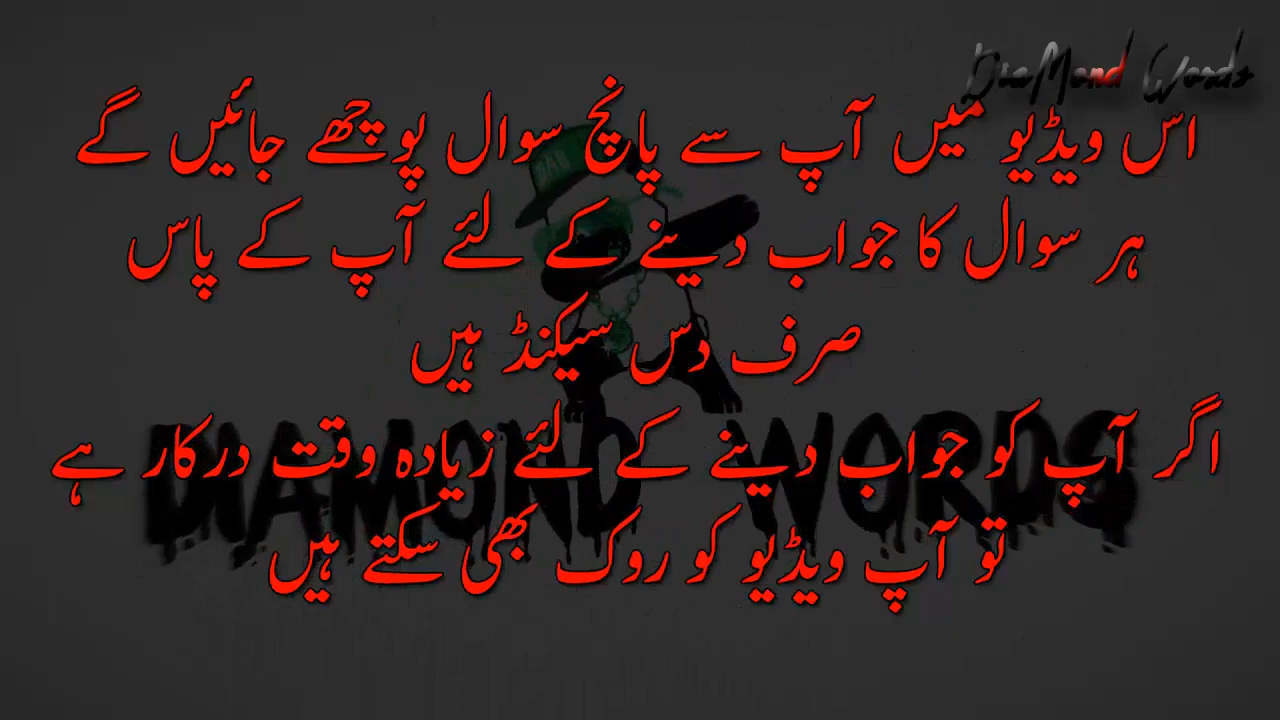 DiaMond Words
اس ویڈیو میں آپ سے پانچ سوال پوچھے جائیں گے
ہر سوال کا جواب دینے کے لئے آپ کے پاس
صرف دس سیکنڈ ہیں
اگر آپ کو جواب دینے کے لئے زیادہ وقت درکار ہے
DIAMOND WORDS
تو آپ ویڈیو کو روک بھی سکتے ہیں